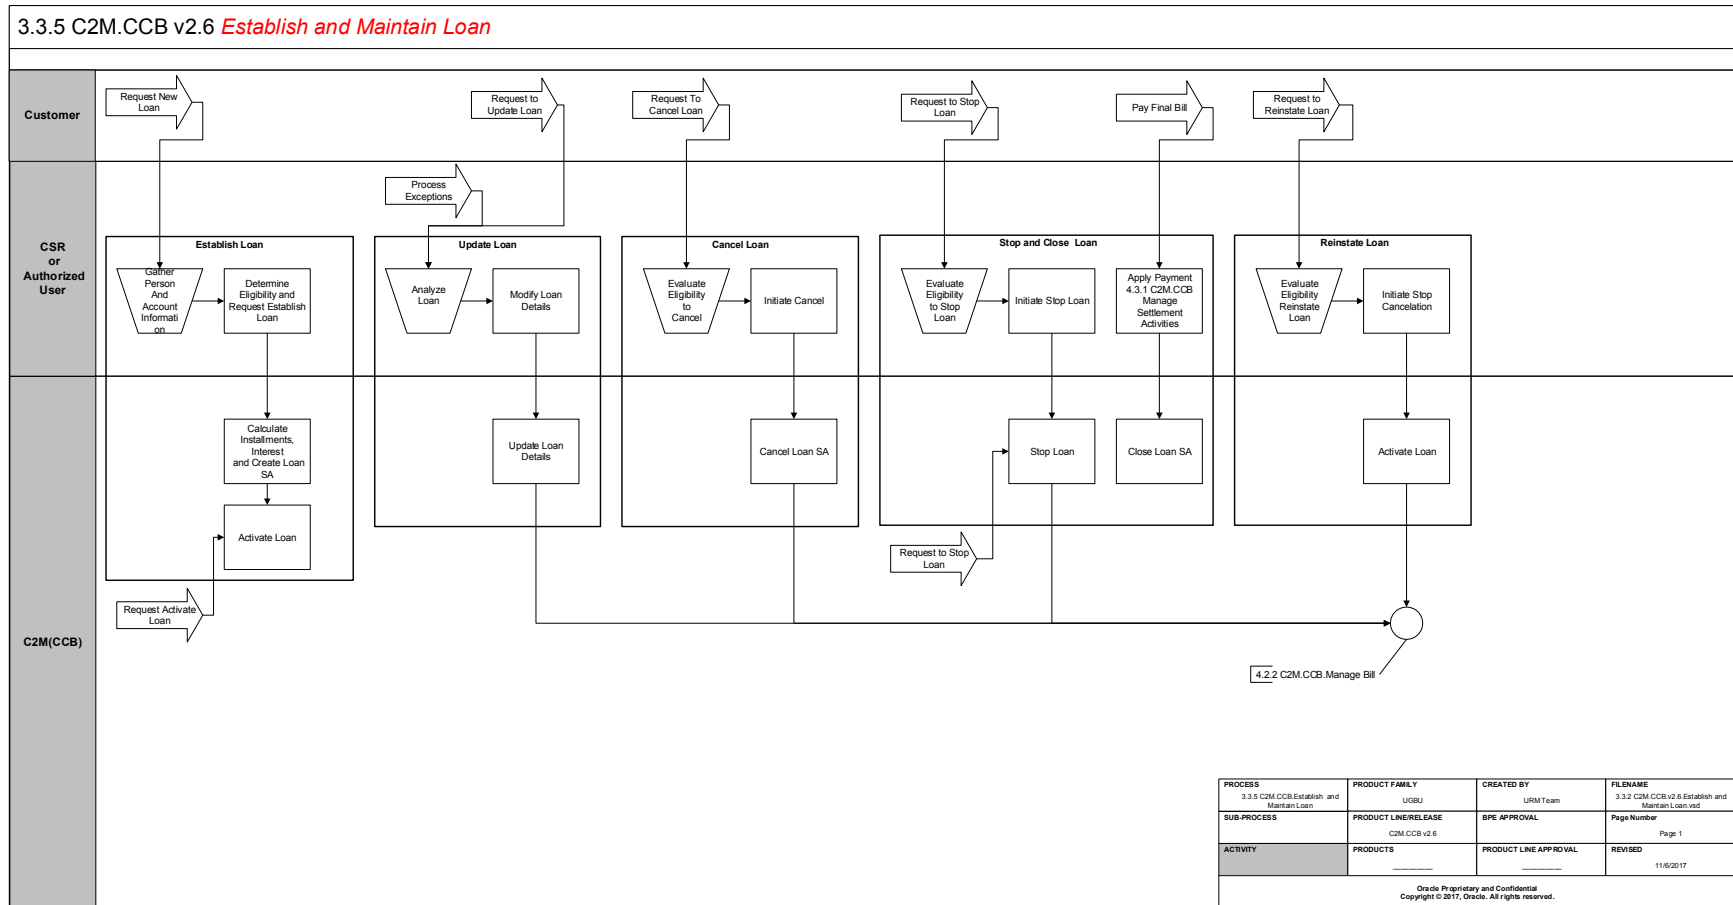 3.3.5 C2M.CCB v2.6 Establish and Maintain Loan
Customer
Request New
Loan
Request to
Update Loan
Request To
Cancel Loan
Request to Stop
Loan
Pay Final Bill
Request to
Reinstate Loan
CSR
or
Authorized
User
Process
Exceptions
Establish Loan
Gather
Person
And
Account
Informati
on
Determine
Eligibility and
Request Establish
Loan
Update Loan
Analyze
Loan
Modify Loan
Details
Cancel Loan
Evaluate
Eligibility
to
Cancel
Initiate Cancel
Stop and Close Loan
Evaluate
Eligibility
to Stop
Loan
Initiate Stop Loan
Apply Payment
4.3.1 C2M.CCB
Manage
Settlement
Activities
Reinstate Loan
Evaluate
Eligibility
Reinstate
Loan
Initiate Stop
Cancelation
C2M(CCB)
Calculate
Installments,
Interest
and Create Loan
SA
Activate Loan
Request Activate
Loan
Update Loan
Details
Cancel Loan SA
Stop Loan
Close Loan SA
Request to Stop
Loan
Activate Loan
4.2.2 C2M.CCB.Manage Bill
PROCESS
3.3.5 C2M.CCB.Establish and
Maintain Loan
PRODUCT FAMILY
UGBU
CREATED BY
URM Team
FILENAME
3.3.2 C2M.CCB.v2.6.Establish and
Maintain Loan.vsd
SUB-PROCESS
PRODUCT LINE/RELEASE
C2M.CCB v2.6
BPE APPROVAL
Page Number
Page 1
ACTIVITY
PRODUCTS
PRODUCT LINE APPROVAL
REVISED
11/6/2017
Oracle Proprietary and Confidential
Copyright © 2017, Oracle. All rights reserved.